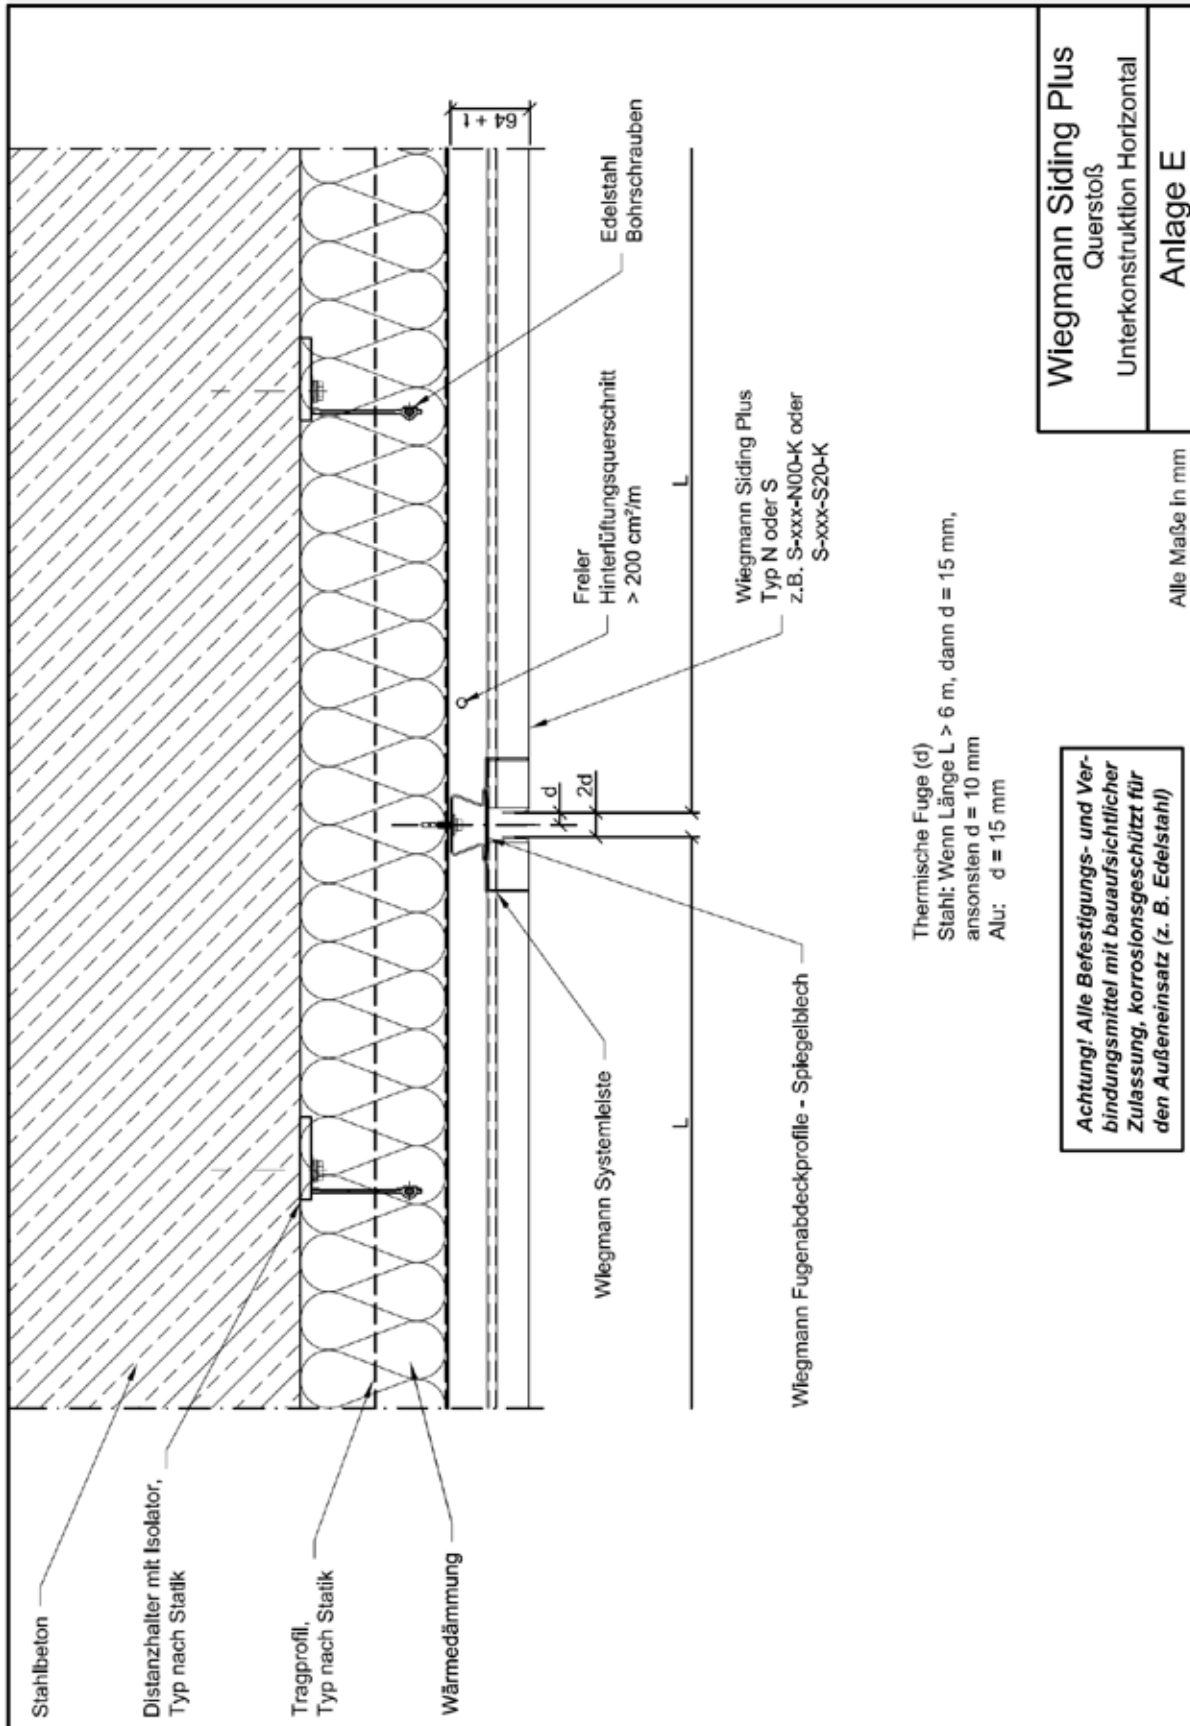 Stahlbeton
Distanzhalter mit Isolator,
Typ nach Statik
Tragprofil,
Typ nach Statik
Wärmedämmung
64 + t
Edelstahl
Bohrschrauben
Freier
Hinterlüftungsquerschnitt
> 200 cm²/m
Wiegmann Siding Plus
Typ N oder S
z.B. S-xxx-N00-K oder
S-xxx-S20-K
d
2d
L
L
Wiegmann Systemleiste
Wiegmann Fugenabdeckprofile - Spiegelblech
Thermische Fuge (d)
Stahl: Wenn Länge L > 6 m, dann d = 15 mm,
ansonsten d = 10 mm
Alu: d = 15 mm
Achtung! Alle Befestigungs- und Ver-
bindungsmittel mit bauaufsichtlicher
Zulassung, korrosionsgeschützt für
den Außeneinsatz (z. B. Edelstahl)
Alle Maße in mm
Wiegmann Siding Plus
Querstoß
Unterkonstruktion Horizontal
Anlage E